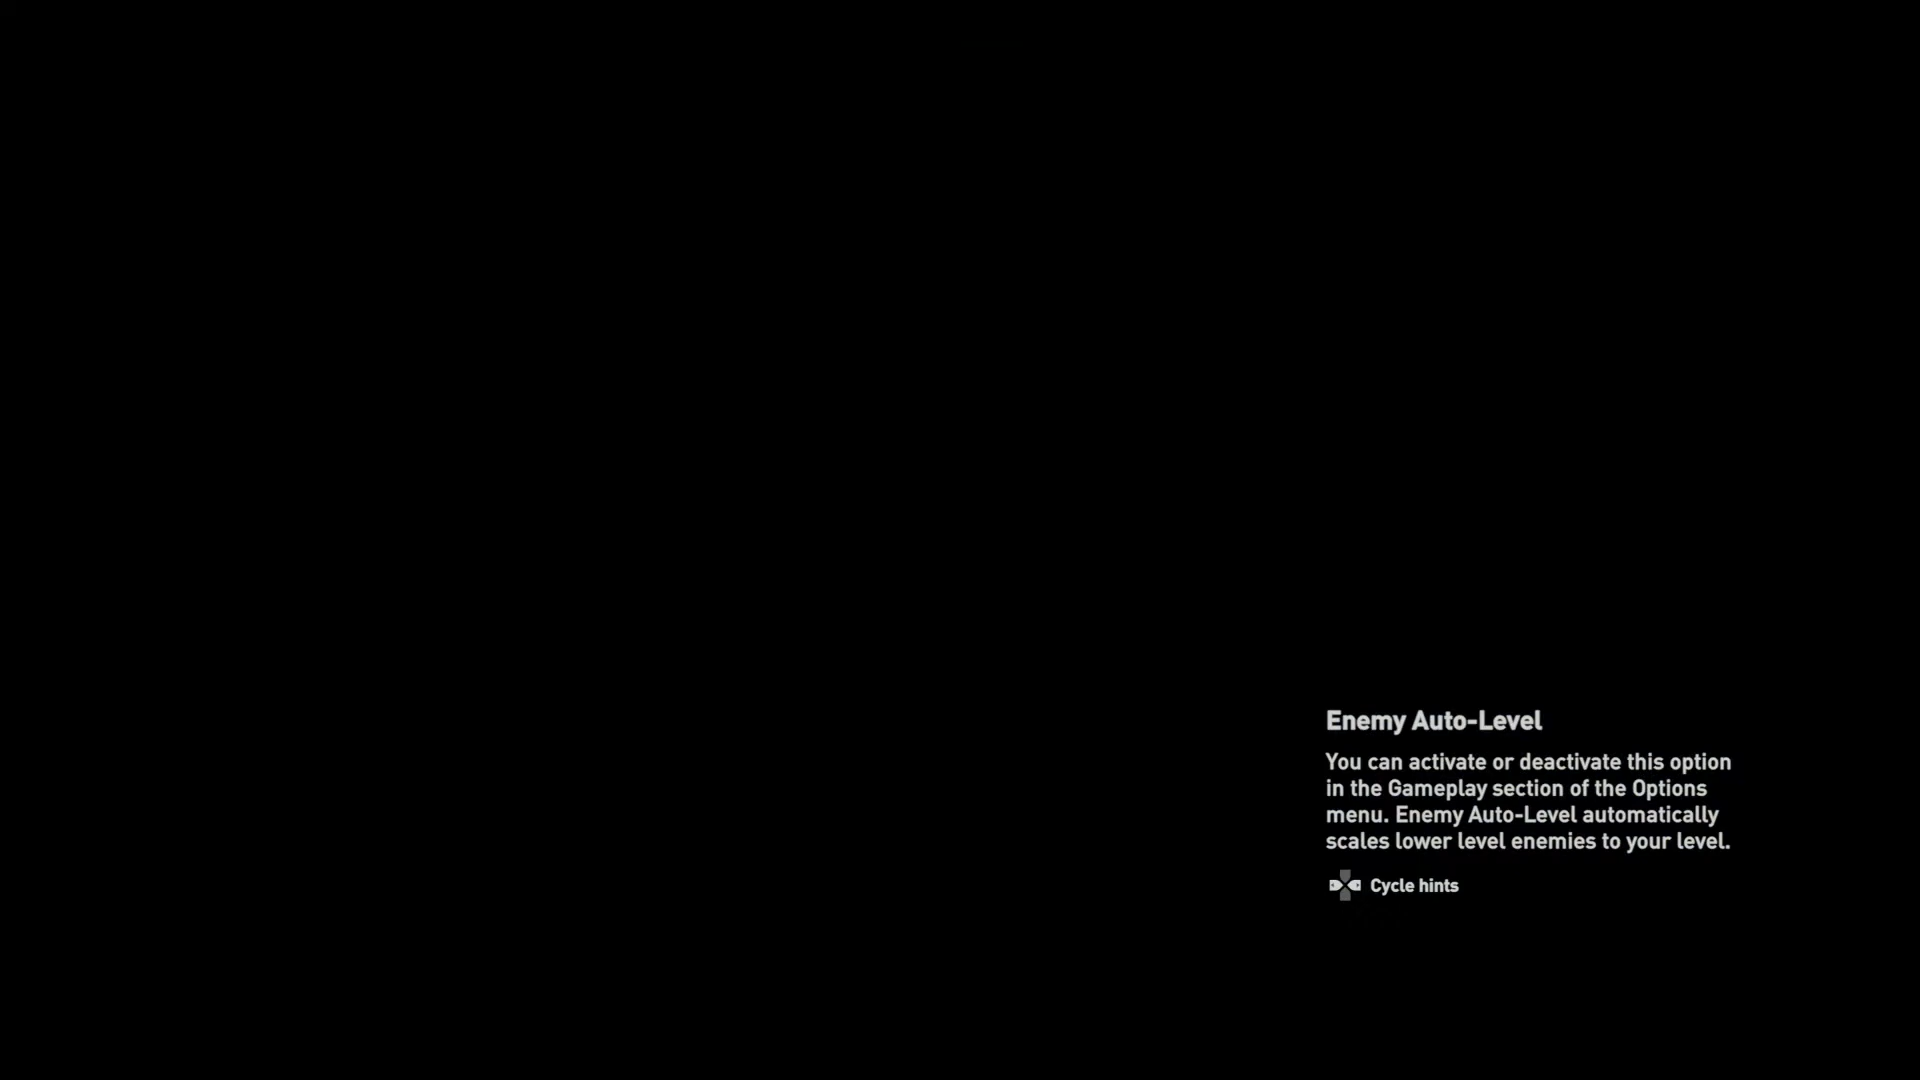 Enemy Auto-Level
You can activate or deactivate this option
in the Gameplay section of the Options
menu. Enemy Auto-Level automatically
scales lower level enemies to your level.
Cycle hints